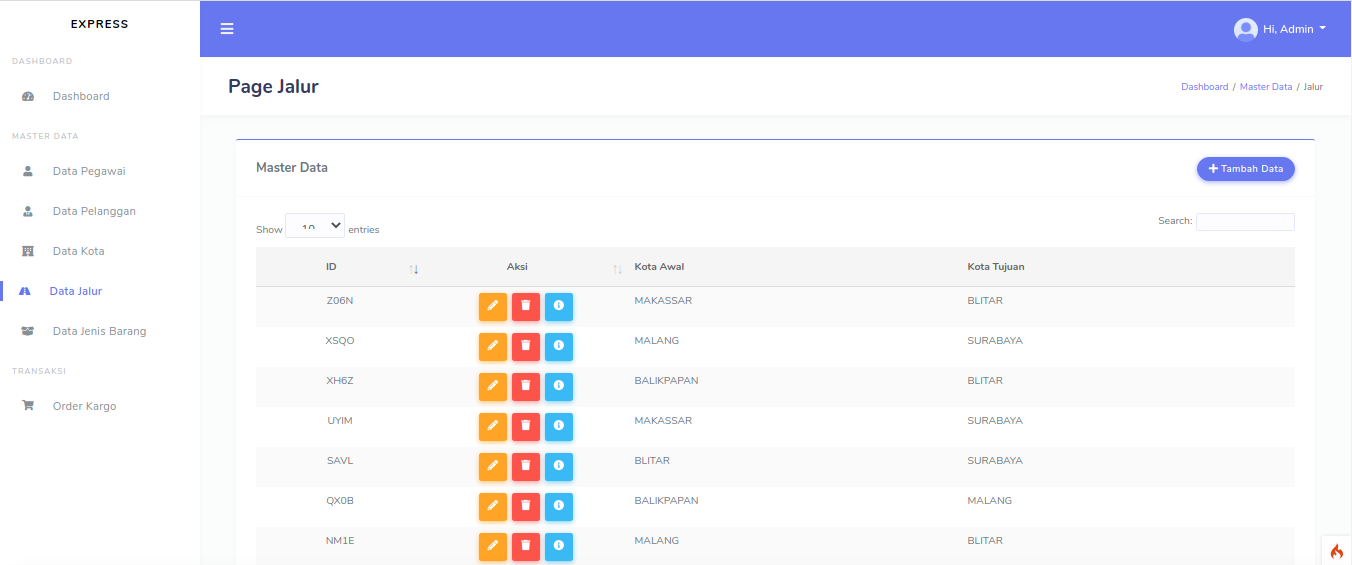 EXPRESS
Hi, Admin
DASHBOARD
Dashboard
MASTER DATA
Data Pegawai
Data Pelanggan
Data Kota
Data Jalur
Data Jenis Barang
TRANSAKSI
Order Kargo
Page Jalur
Dashboard / Master Data / Jalur
Master Data
Tambah Data
Show 10 entries
Search:
ID Aksi Kota Awal Kota Tujuan
Z06N MAKASSAR BLITAR
XSQO MALANG SURABAYA
XH6Z BALIKPAPAN BLITAR
UYIM MAKASSAR SURABAYA
SAVL BLITAR SURABAYA
QX0B BALIKPAPAN MALANG
NM1E MALANG BLITAR